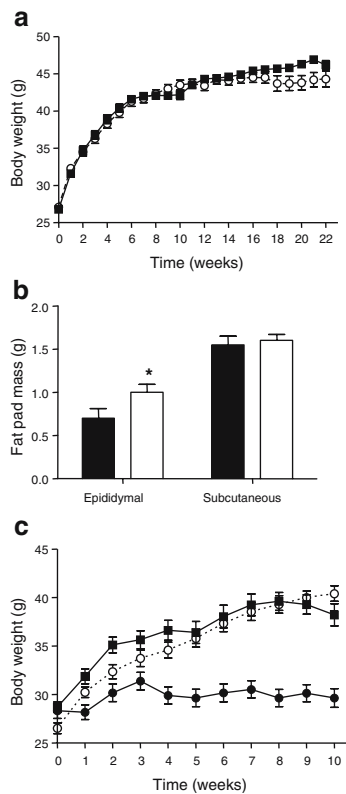 a
50
45
40
35
30
25
Body weight (g)
0 2 4 6 8 10 12 14 16 18 20 22
Time (weeks)
b
2.0
1.5
1.0
0.5
0.0
Fat pad mass (g)
*
Epididymal Subcutaneous
c
45
40
35
30
25
Body weight (g)
0 1 2 3 4 5 6 7 8 9 10
Time (weeks)